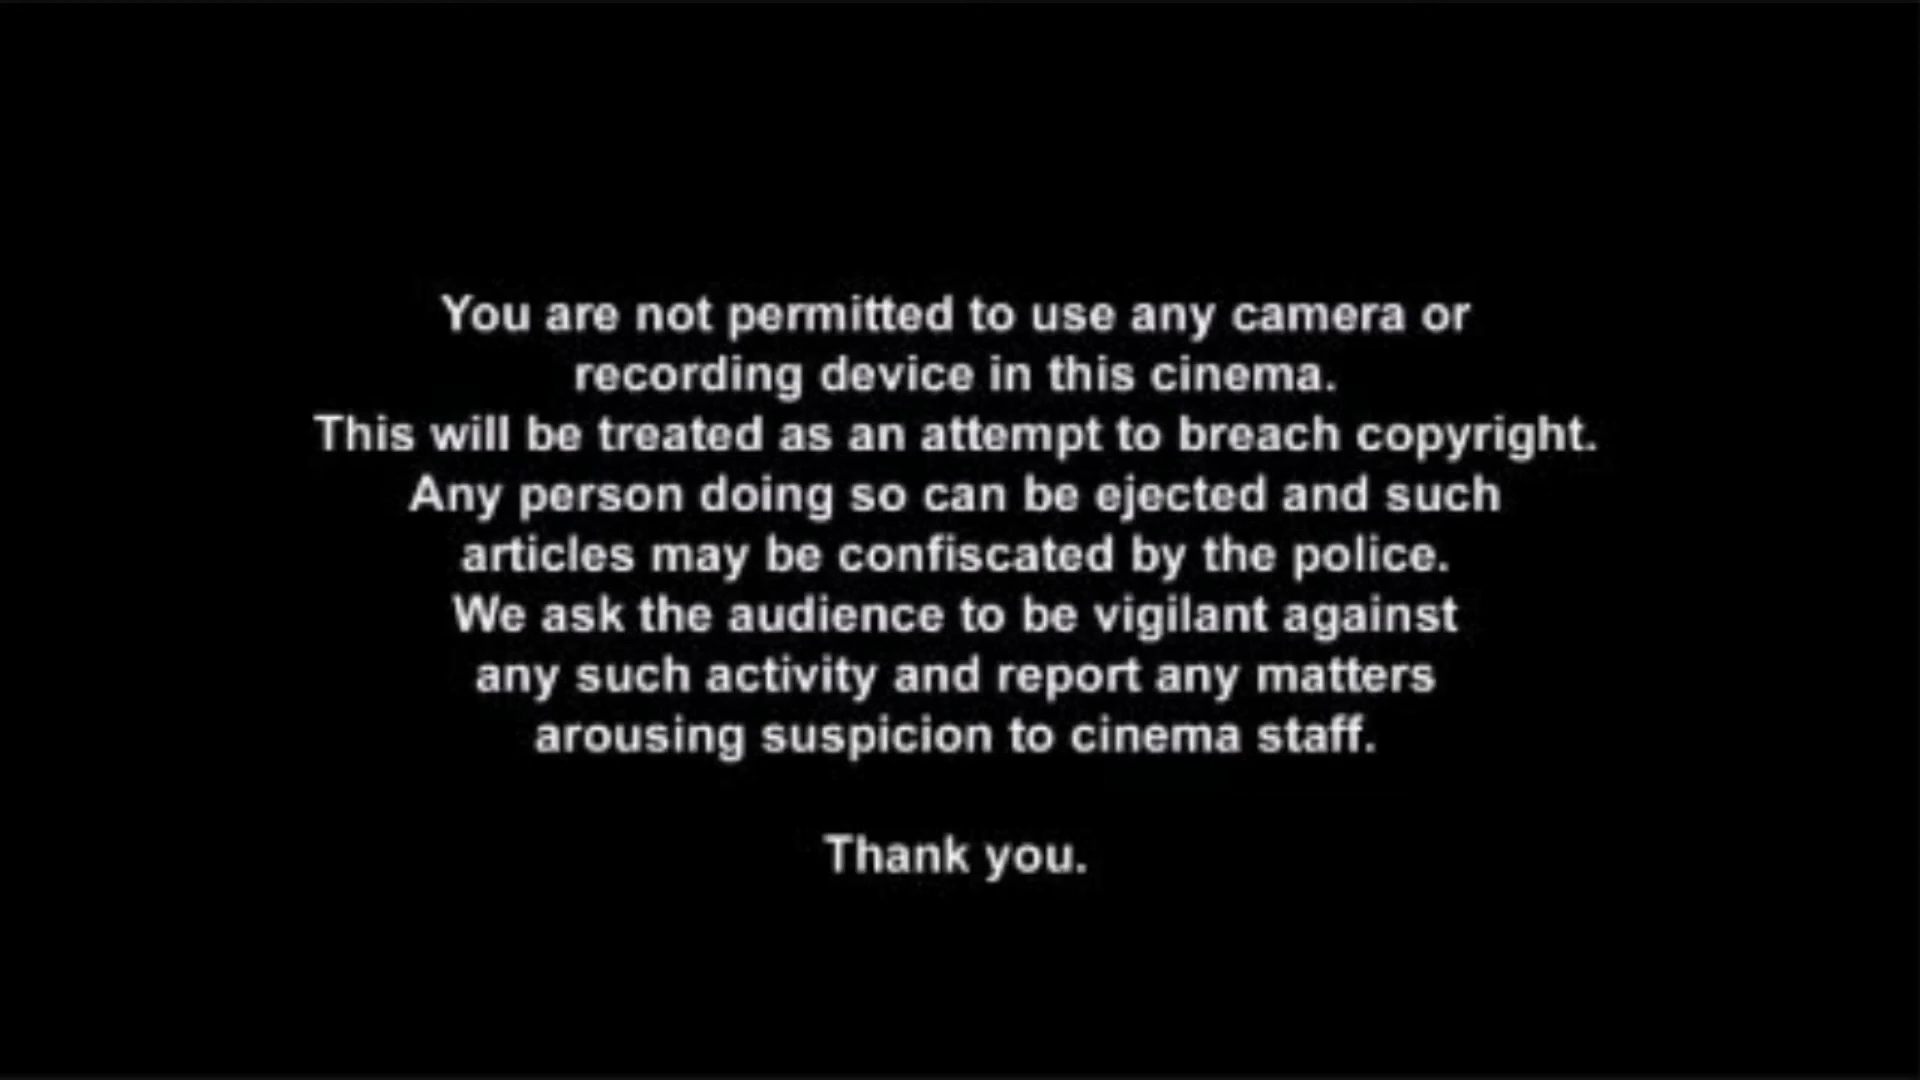 You are not permitted to use any camera or
recording device in this cinema.
This will be treated as an attempt to breach copyright.
Any person doing so can be ejected and such
articles may be confiscated by the police.
We ask the audience to be vigilant against
any such activity and report any matters
arousing suspicion to cinema staff.
Thank you.